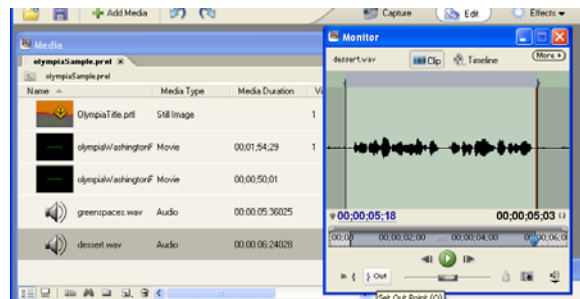 Add Media
Capture
Edit
Effects
Media
olympiaSample.prel
olympiaSample.prel
Name
Media Type
Media Duration
OlympiaTitle.prtl
Still Image
1
olympiaWashingtonF
Movie
00;01;54;29
1
olympiaWashingtonF
Movie
00;00;50;01
greenspaces.wav
Audio
00:00:05:36025
dessert.wav
Audio
00:00:06:24028
Monitor
dessert.wav
Clip
Timeline
More
00;00;05;18
00;00;05;03
00;00;02;00
00;00;04;00
In {
} Out
Set Out Point (O)